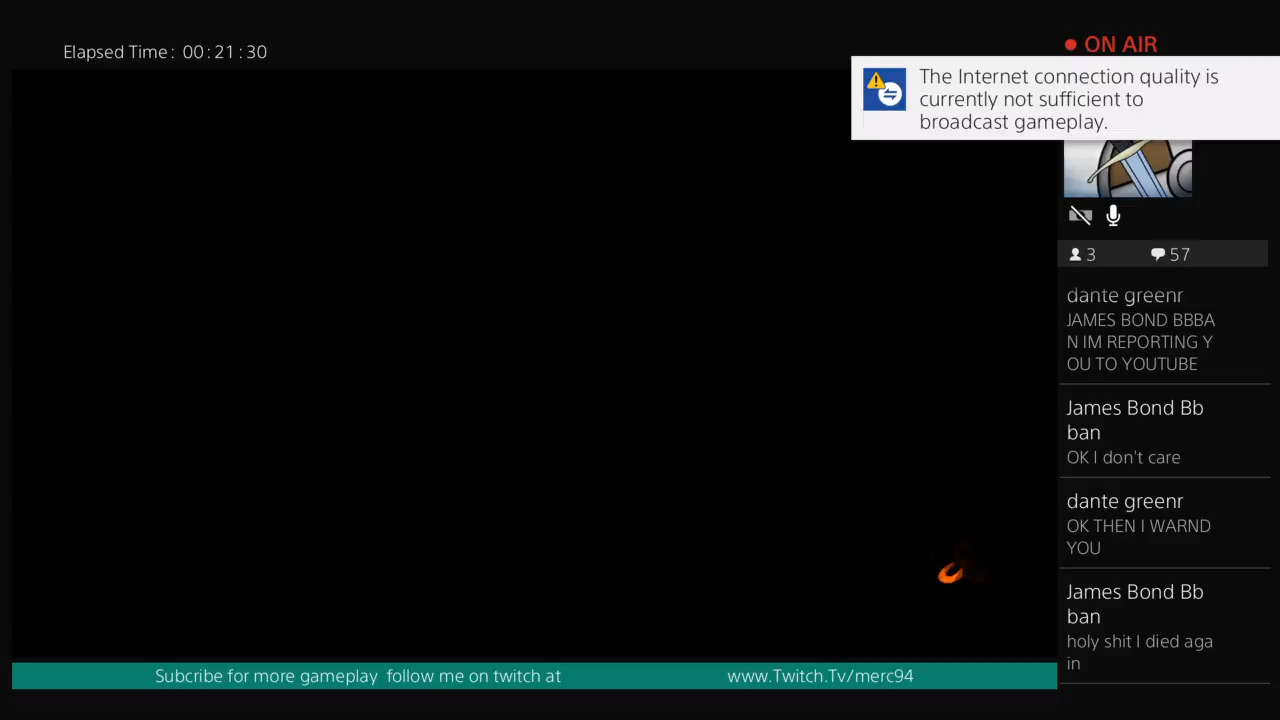 Elapsed Time: 00:21:30
ON AIR
The Internet connection quality is
currently not sufficient to
broadcast gameplay.
3 57
dante greenr
JAMES BOND BBBA
N IM REPORTING Y
OU TO YOUTUBE
James Bond Bb
ban
OK I don't care
dante greenr
OK THEN I WARND
YOU
James Bond Bb
ban
holy shit I died aga
in
Subcribe for more gameplay follow me on twitch at www.Twitch.Tv/merc94